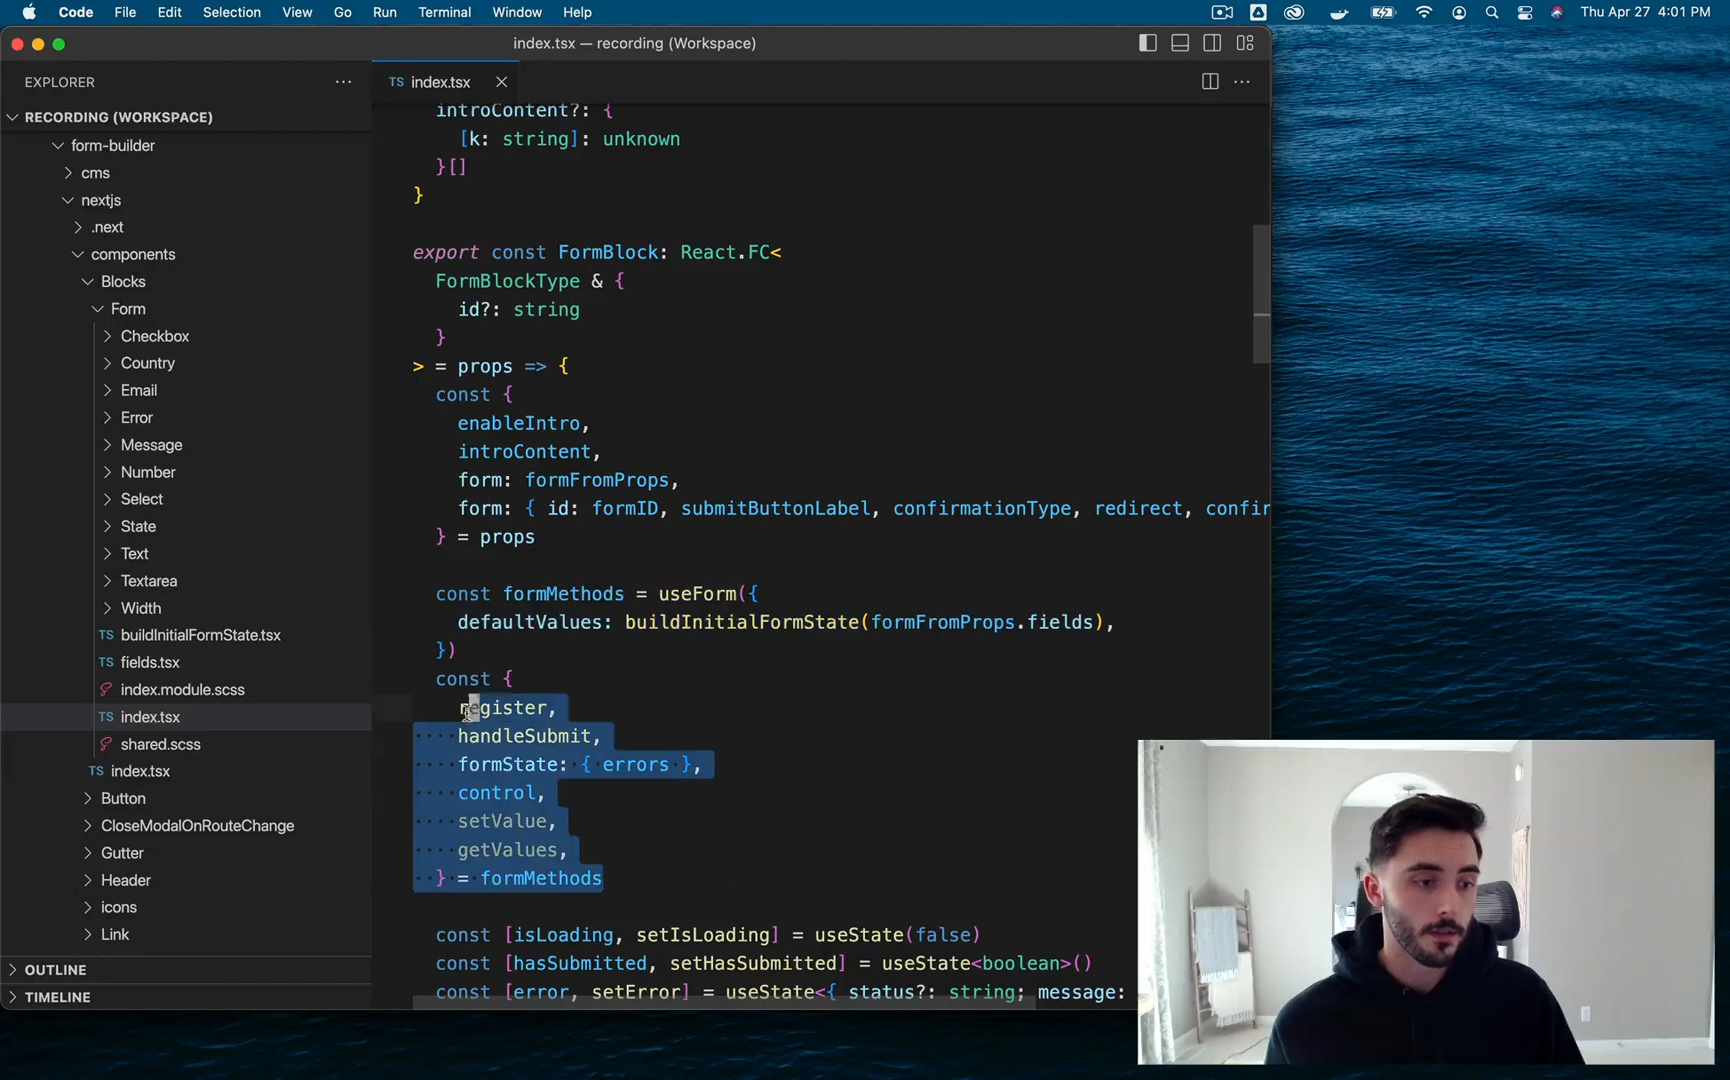 Code File Edit Selection View Go Run Terminal Window Help Thu Apr 27 4:01 PM
index.tsx — recording (Workspace)
EXPLORER
RECORDING (WORKSPACE)
form-builder
cms
nextjs
.next
components
Blocks
Form
Checkbox
Country
Email
Error
Message
Number
Select
State
Text
Textarea
Width
TS buildInitialFormState.tsx
TS fields.tsx
index.module.scss
TS index.tsx
shared.scss
TS index.tsx
Button
CloseModalOnRouteChange
Gutter
Header
icons
Link
OUTLINE
TIMELINE
TS index.tsx
introContent?: {
[k: string]: unknown
}[]
}
export const FormBlock: React.FC<
FormBlockType & {
id?: string
}
> = props => {
const {
enableIntro,
introContent,
form: formFromProps,
form: { id: formID, submitButtonLabel, confirmationType, redirect, confir
} = props
const formMethods = useForm({
defaultValues: buildInitialFormState(formFromProps.fields),
})
const {
register,
handleSubmit,
formState: { errors },
control,
setValue,
getValues,
} = formMethods
const [isLoading, setIsLoading] = useState(false)
const [hasSubmitted, setHasSubmitted] = useState<boolean>()
const [error, setError] = useState<{ status?: string; message: